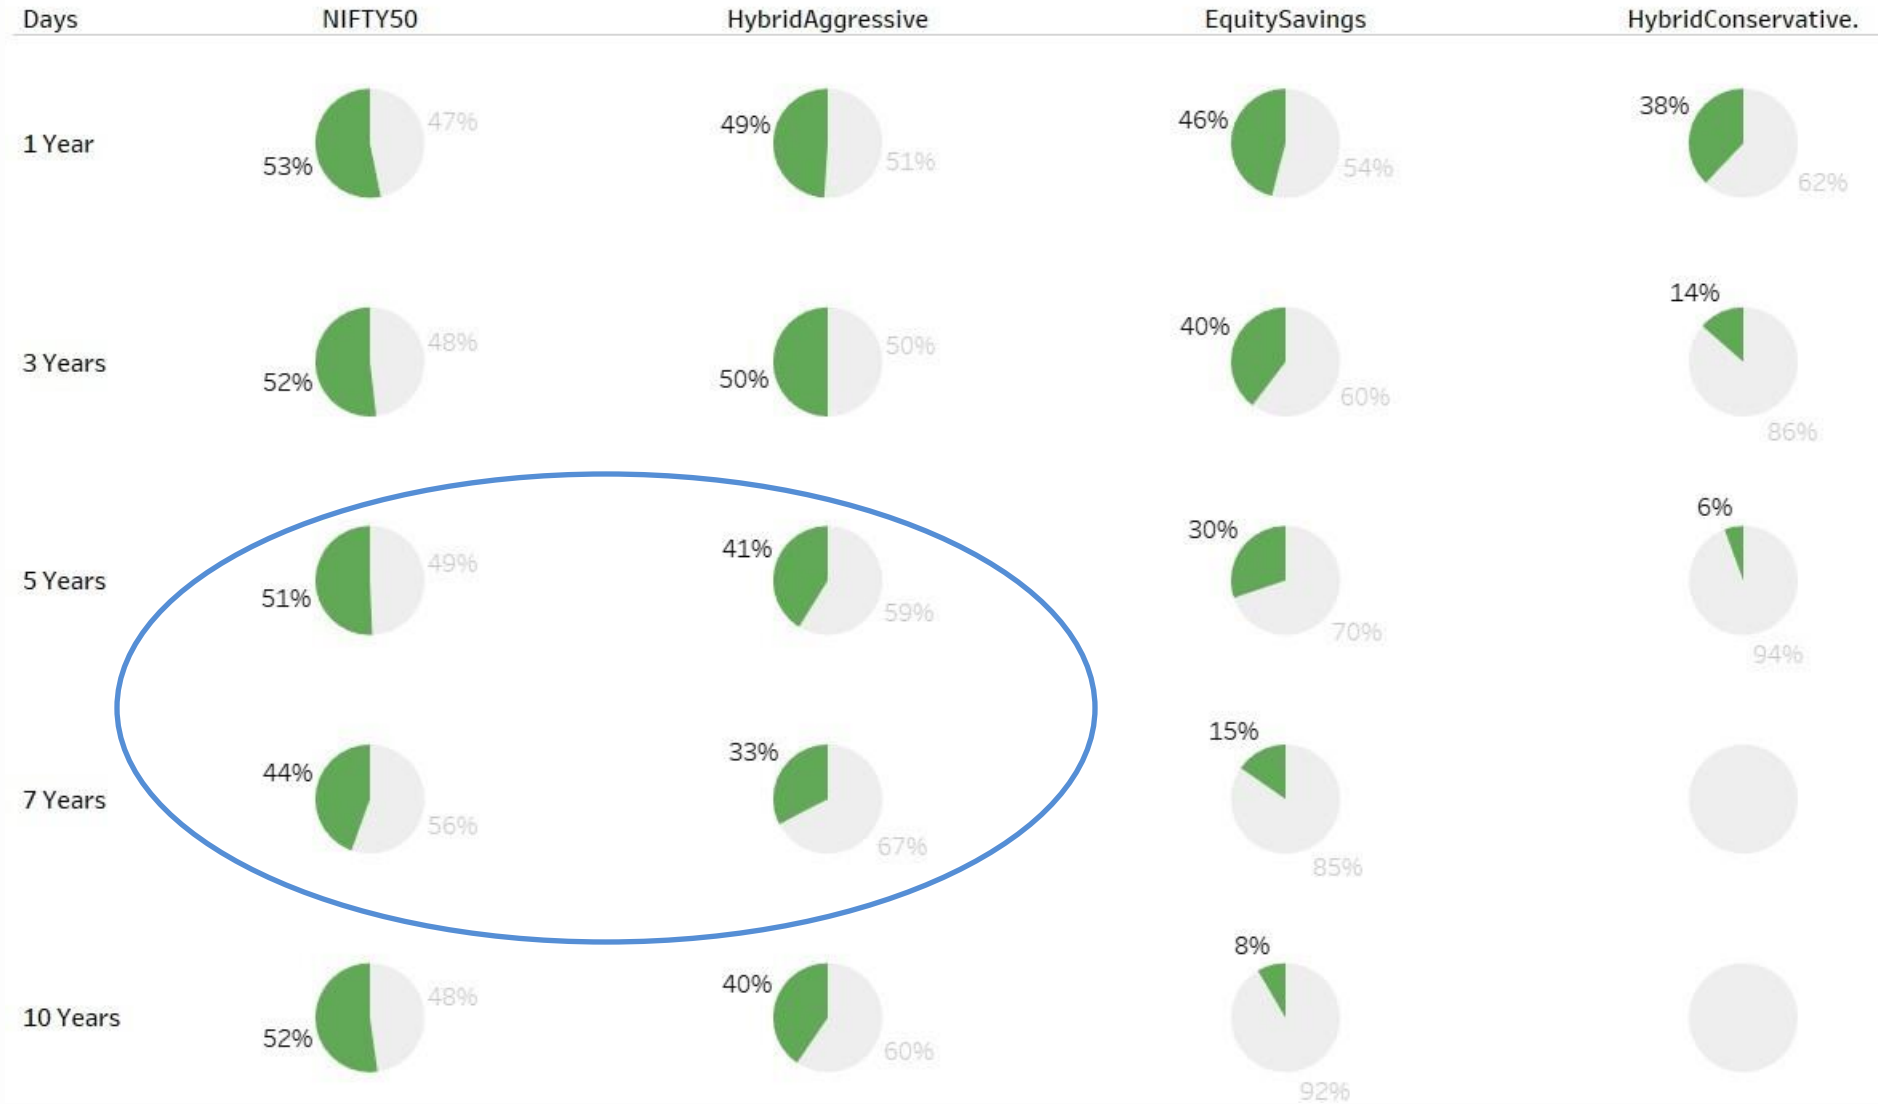 Days NIFTY50 HybridAggressive EquitySavings HybridConservative.
1 Year 53% 47% 49% 51% 46% 54% 38% 62%
3 Years 52% 48% 50% 50% 40% 60% 14% 86%
5 Years 51% 49% 41% 59% 30% 70% 6% 94%
7 Years 44% 56% 33% 67% 15% 85%
10 Years 52% 48% 40% 60% 8% 92%